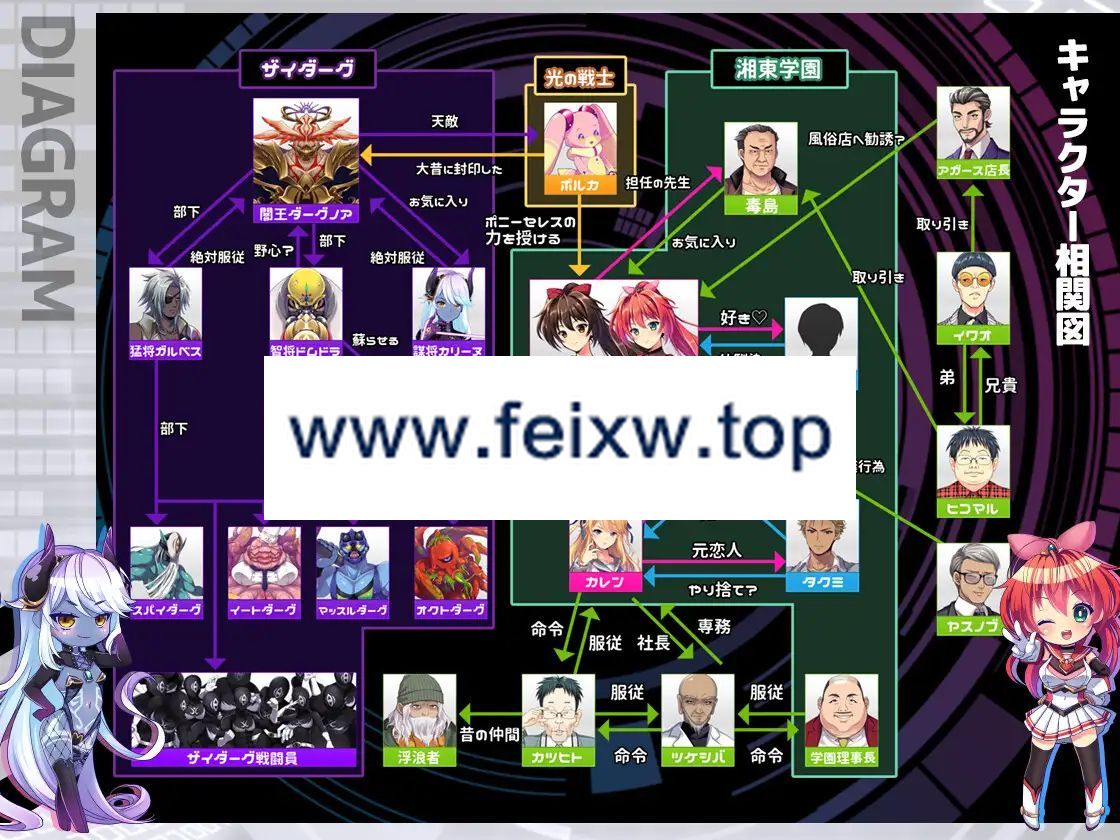 DIAGRAM
キャラクター相関図
ザイダーグ
光の戦士
湘東学園
闇王ダーグノア
天敵
大昔に封印した
ポルカ
担任の先生
毒島
風俗店へ勧誘?
アガース店長
部下
絶対服従
野心?
部下
お気に入り
絶対服従
ポニーセレスの
力を授ける
お気に入り
取り引き
取り引き
猛将ガルベス
智将ドンドラ
蘇らせる
謀将カリーヌ
好き♡
イワオ
弟
兄貴
部下
www.feixw.top
行為
ヒコマル
スパイダーグ
イートダーグ
マッスルダーグ
オクトダーグ
カレン
元恋人
やり捨て?
タクミ
ヤスノブ
命令
服従
社長
専務
ザイダーグ戦闘員
浮浪者
昔の仲間
カツヒト
服従
命令
ツケシバ
服従
命令
学園理事長